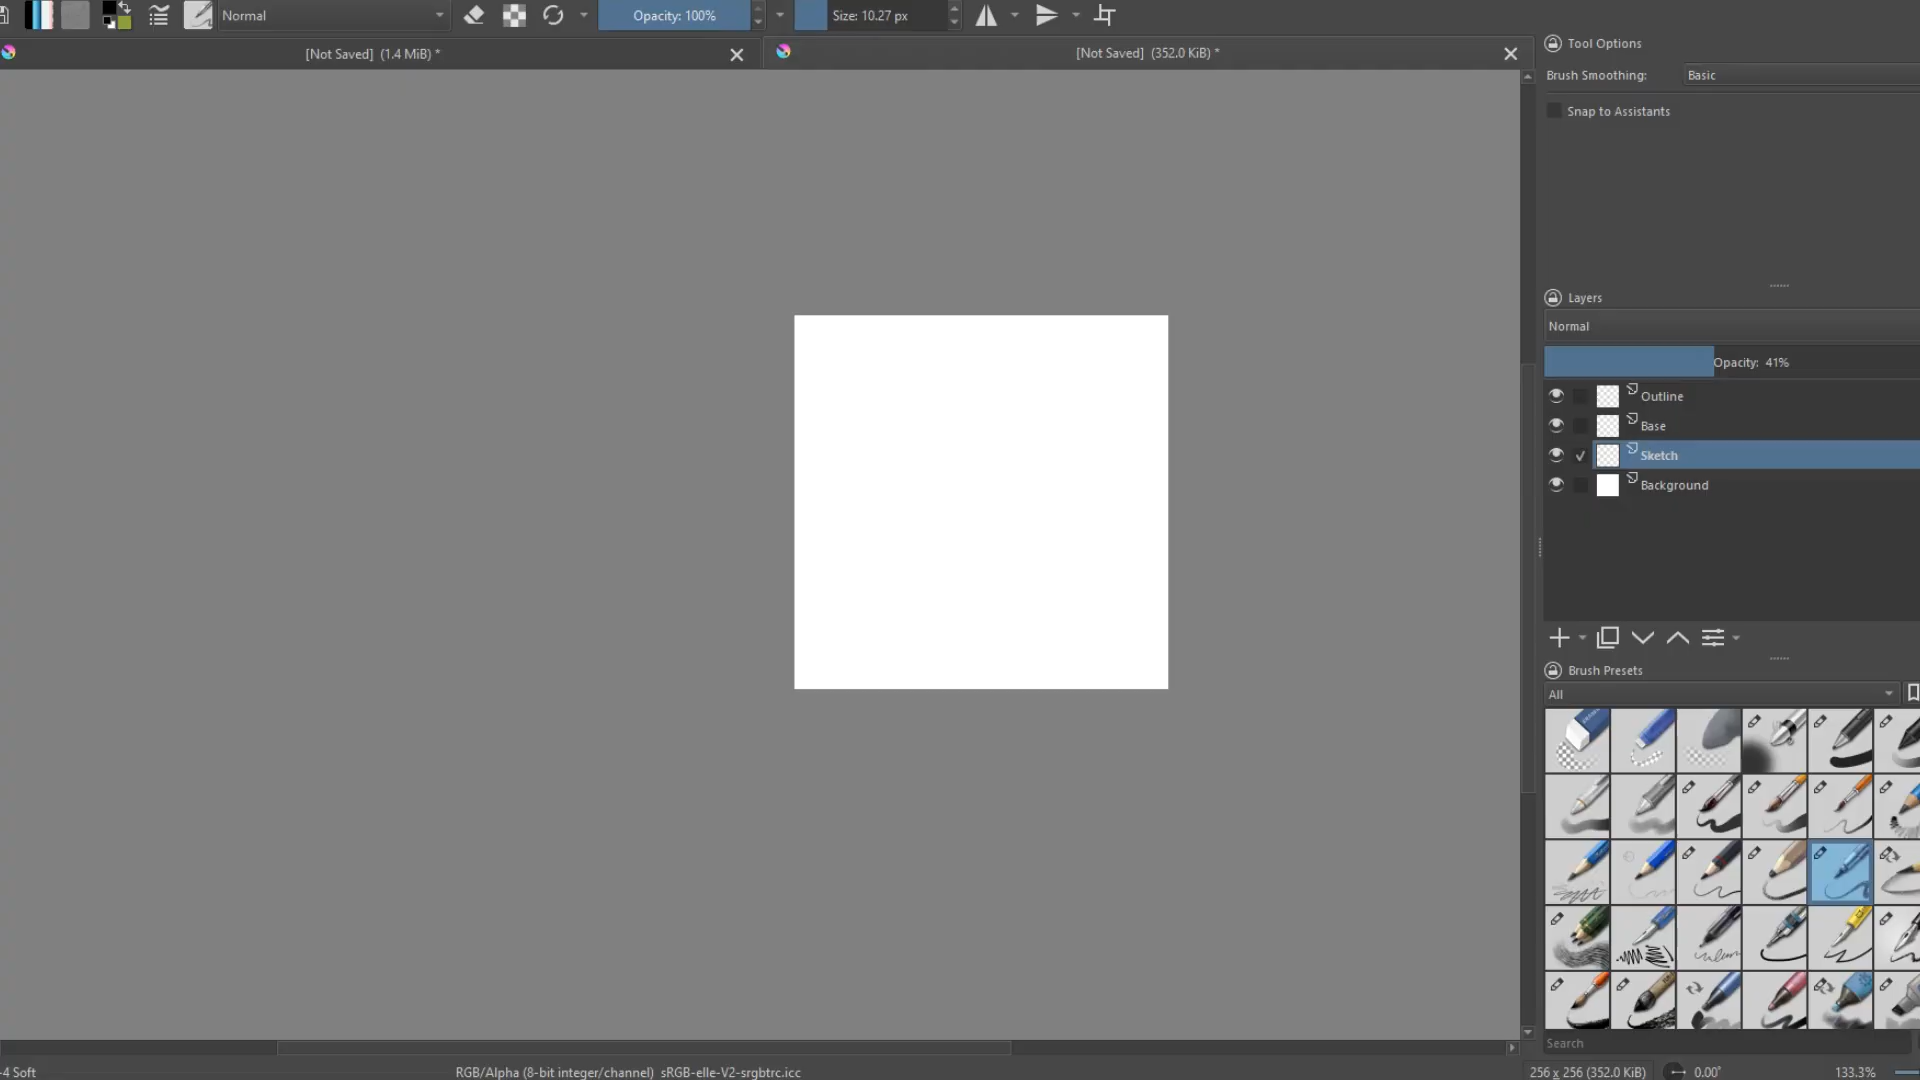 Normal
Opacity: 100%
Size: 10.27 px
[Not Saved] (1.4 MiB) *
[Not Saved] (352.0 KiB) *
Tool Options
Brush Smoothing: Basic
Snap to Assistants
Layers
Normal
Opacity: 41%
Outline
Base
Sketch
Background
Brush Presets
All
Search
-4 Soft
RGB/Alpha (8-bit integer/channel) sRGB-elle-V2-srgbtrc.icc
256 x 256 (352.0 KiB)
0.00°
133.3%